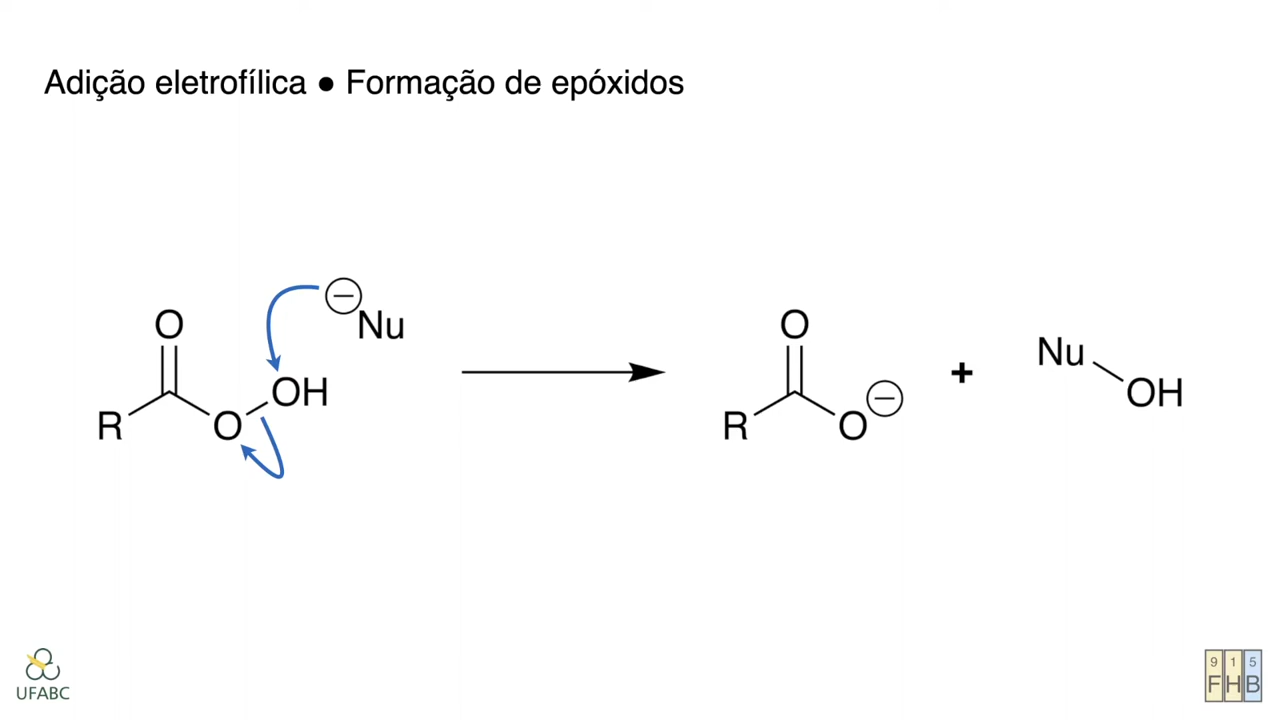 Adição eletrofílica ● Formação de epóxidos
O
R
O
OH
−
Nu
O
R
O
−
+
Nu
OH
UFABC
9 1 5
F H B